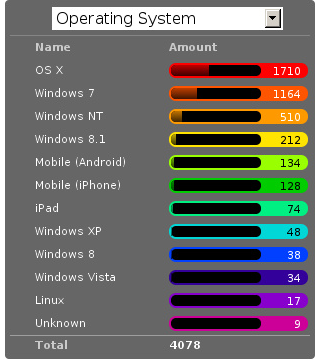 Operating System
Name Amount
OS X 1710
Windows 7 1164
Windows NT 510
Windows 8.1 212
Mobile (Android) 134
Mobile (iPhone) 128
iPad 74
Windows XP 48
Windows 8 38
Windows Vista 34
Linux 17
Unknown 9
Total 4078